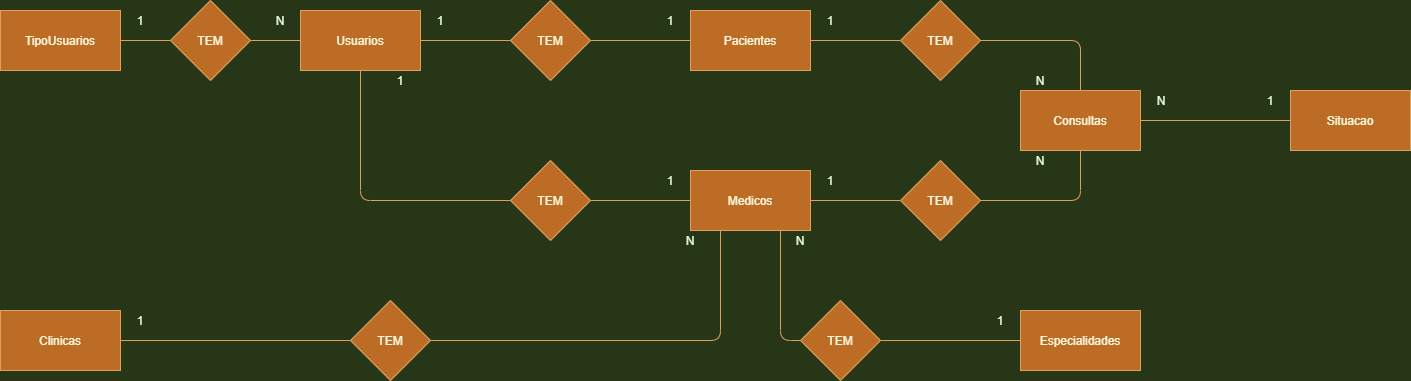 1
N
1
1
1
TipoUsuarios
TEM
Usuarios
TEM
Pacientes
TEM
1
N
N
1
Consultas
Situacao
N
1
1
TEM
Medicos
TEM
N
N
1
1
Clinicas
TEM
TEM
Especialidades